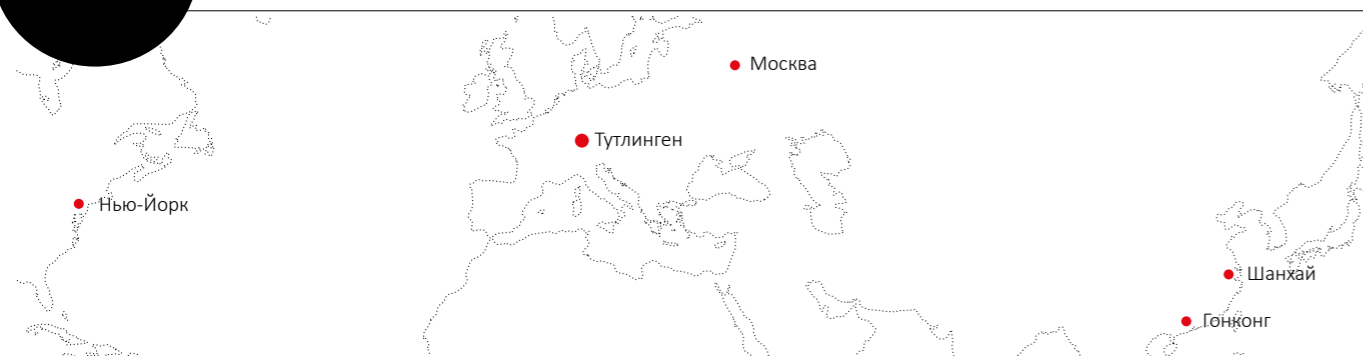 Москва
Тутлинген
Нью-Йорк
Шанхай
Гонконг